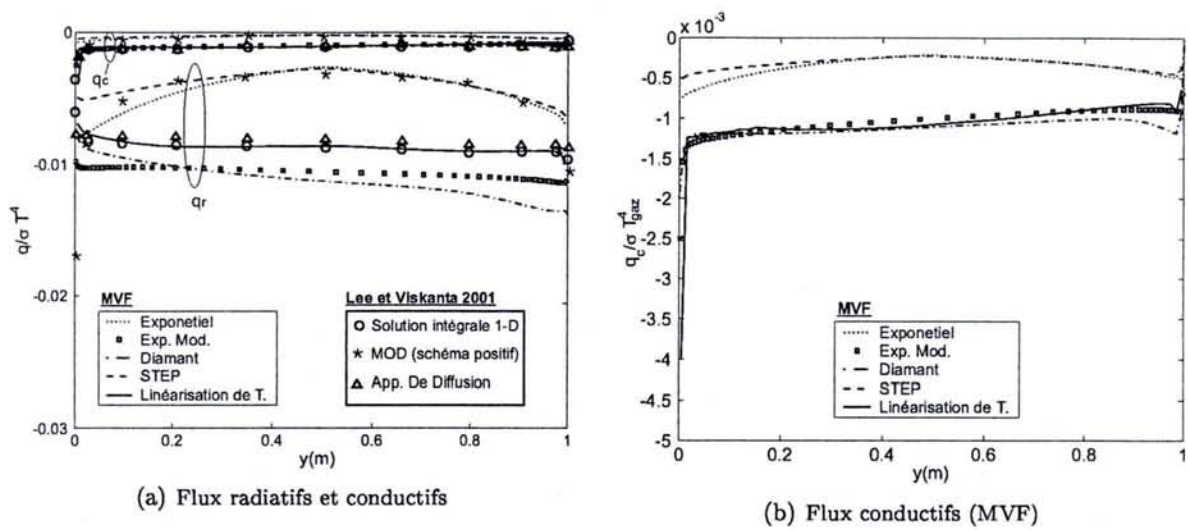 0
-0.01
-0.02
-0.03
q/σ T⁴
qc
qr
MVF
Exponetiel
Exp. Mod.
Diamant
STEP
Linéarisation de T.
Lee et Viskanta 2001
Solution intégrale 1-D
MOD (schéma positif)
App. De Diffusion
0 0.2 0.4 0.6 0.8 1
y(m)
(a) Flux radiatifs et conductifs
x 10⁻³
0
-0.5
-1
-1.5
-2
-2.5
-3
-3.5
-4
-4.5
-5
q_c/σ T⁴_gaz
MVF
Exponetiel
Exp. Mod.
Diamant
STEP
Linéarisation de T.
0 0.2 0.4 0.6 0.8 1
y(m)
(b) Flux conductifs (MVF)